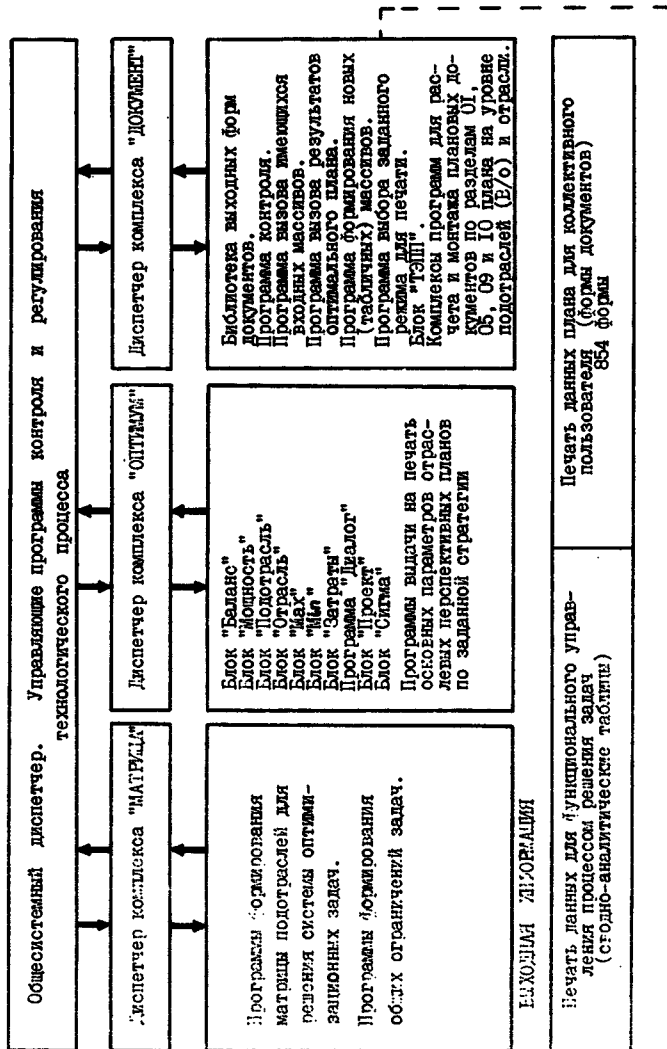 Общесистемный диспетчер. Управляющие программы контроля и регулирования
технологического процесса
Диспетчер комплекса "МАТРИЦА"
Диспетчер комплекса "ОПТИМУМ"
Диспетчер комплекса "ДОКУМЕНТ"
Программы формирования
матрицы подотраслей для
решения системы оптими-
зационных задач.
Программы формирования
общих ограничений задач.
Блок "Баланс"
Блок "Мощность"
Блок "Подотрасль"
Блок "Отрасль"
Блок "Max"
Блок "Min"
Блок "Затраты"
Программа "Диалог"
Блок "Проект"
Блок "Сигма"
Программы выдачи на печать
основных параметров отрас-
левых перспективных планов
по заданной стратегии
Библиотека выходных форм
документов.
Программа контроля.
Программа вызова имеющихся
входных массивов.
Программа вызова результатов
оптимального плана.
Программа формирования новых
(табличных) массивов.
Программа выбора заданного
режима для печати.
Блок "ТЭПП".
Комплексы программ для рас-
чета и монтажа плановых до-
кументов по разделам 01,
05, 09 и 10 плана на уровне
подотраслей (В/о) и отрасли.
ВЫХОДНАЯ ИНФОРМАЦИЯ
Печать данных для функционального управ-
ления процессом решения задач
(сводно-аналитические таблицы)
Печать данных плана для коллективного
пользователя (формы документов)
854 формы